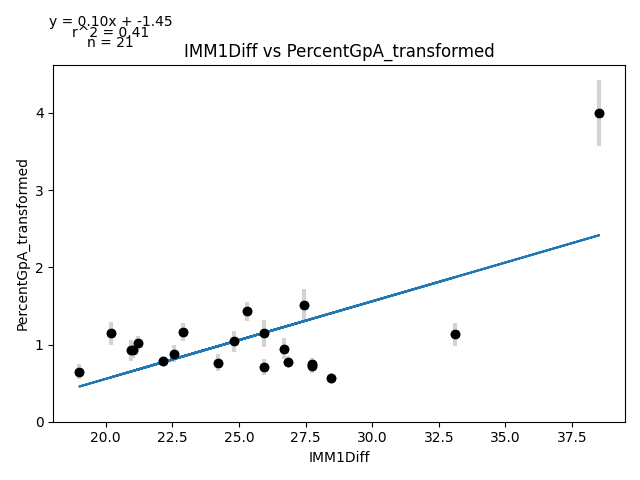 y = 0.10x + -1.45
r^2 = 0.41
n = 21
IMM1Diff vs PercentGpA_transformed
PercentGpA_transformed
4
3
2
1
0
20.0 22.5 25.0 27.5 30.0 32.5 35.0 37.5
IMM1Diff